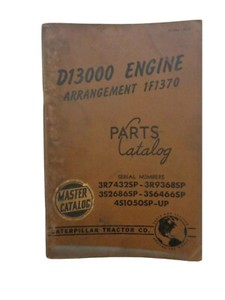 D13000 ENGINE
ARRANGEMENT 1F1370
PARTS
Catalog
SERIAL NUMBERS
3R7432SP-3R9368SP
3S2686SP-3S6466SP
4S1050SP-UP
MASTER
CATALOG
CATERPILLAR TRACTOR CO.